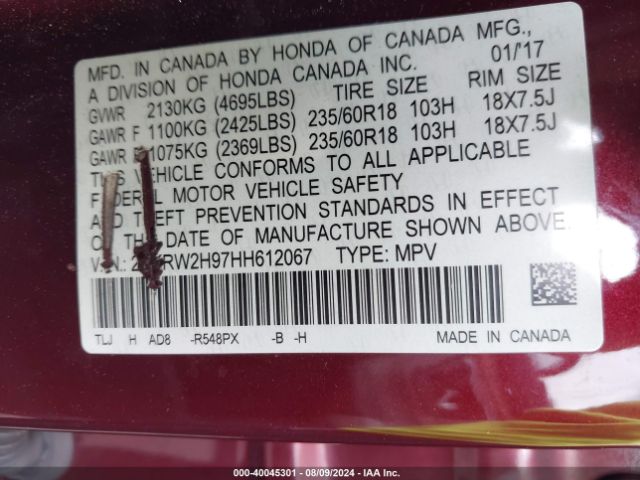 MFD. IN CANADA BY HONDA OF CANADA MFG.,
A DIVISION OF HONDA CANADA INC. 01/17
TIRE SIZE RIM SIZE
GVWR 2130KG (4695LBS)
GAWR F 1100KG (2425LBS) 235/60R18 103H 18X7.5J
GAWR 1075KG (2369LBS) 235/60R18 103H 18X7.5J
VEHICLE CONFORMS TO ALL APPLICABLE
MOTOR VEHICLE SAFETY
THEFT PREVENTION STANDARDS IN EFFECT
THE DATE OF MANUFACTURE SHOWN ABOVE.
RW2H97HH612067 TYPE: MPV
TLJ H AD8 -R548PX -B -H MADE IN CANADA
000-40045301 - 08/09/2024 - IAA Inc.